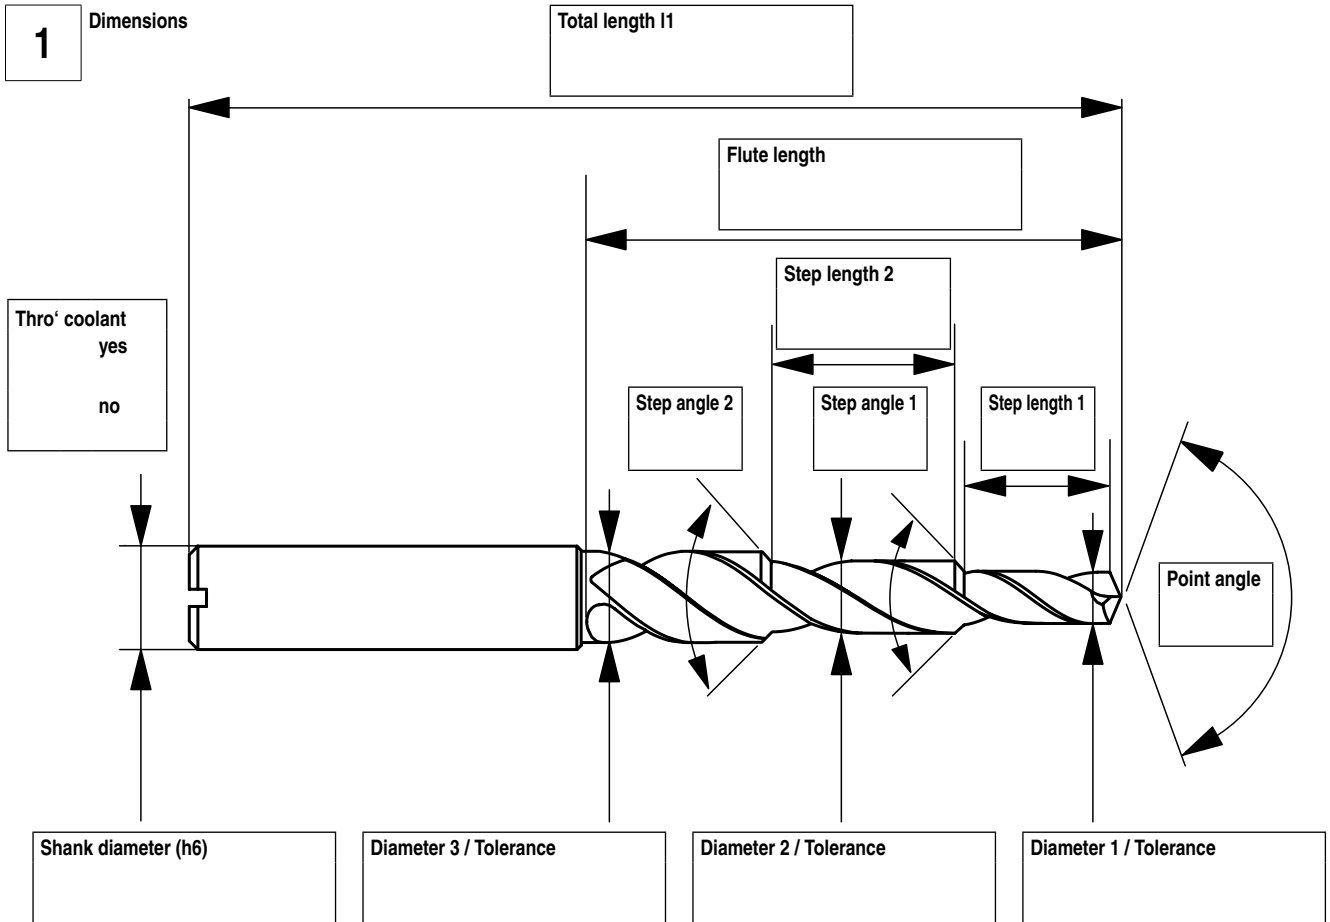 1
Dimensions
Total length l1
Flute length
Step length 2
Thro‘ coolant
yes
no
Step angle 2
Step angle 1
Step length 1
Point angle
Shank diameter (h6)
Diameter 3 / Tolerance
Diameter 2 / Tolerance
Diameter 1 / Tolerance